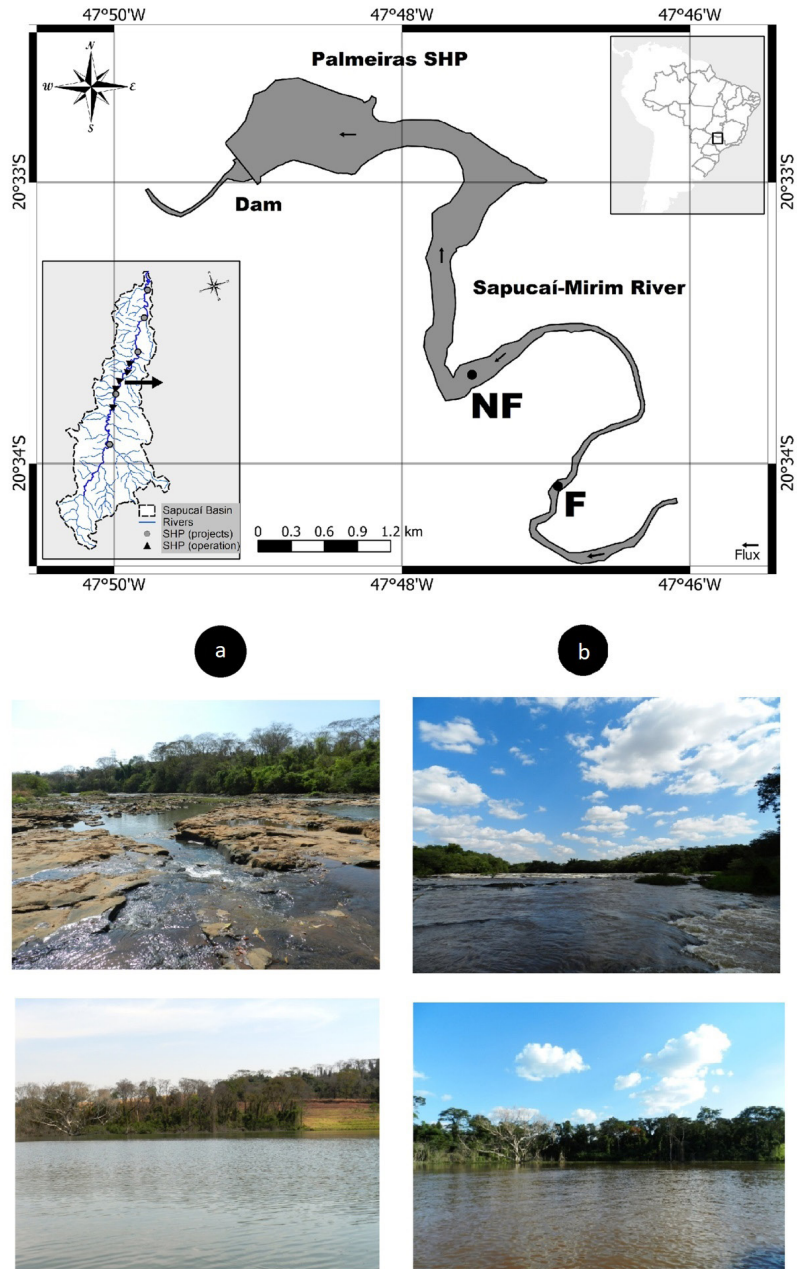 47°50'W
47°48'W
47°46'W
N
W
E
S
Palmeiras SHP
20°33'S
20°33'S
Dam
Sapucaí-Mirim River
NF
20°34'S
20°34'S
F
Sapucaí Basin
Rivers
SHP (projects)
SHP (operation)
0 0.3 0.6 0.9 1.2 km
Flux
47°50'W
47°48'W
47°46'W
a
b